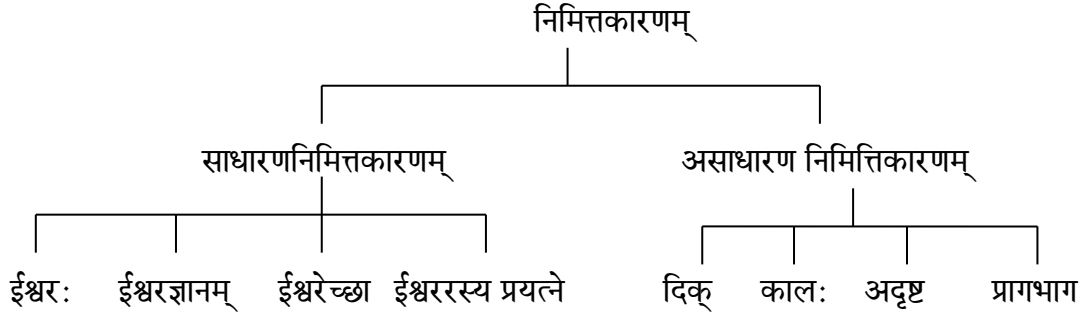 निमित्तकारणम्
साधारणनिमित्तकारणम् असाधारण निमित्तिकारणम्
ईश्वरः ईश्वरज्ञानम् ईश्वरेच्छा ईश्वररस्य प्रयत्ने दिक् कालः अदृष्ट प्रागभाग